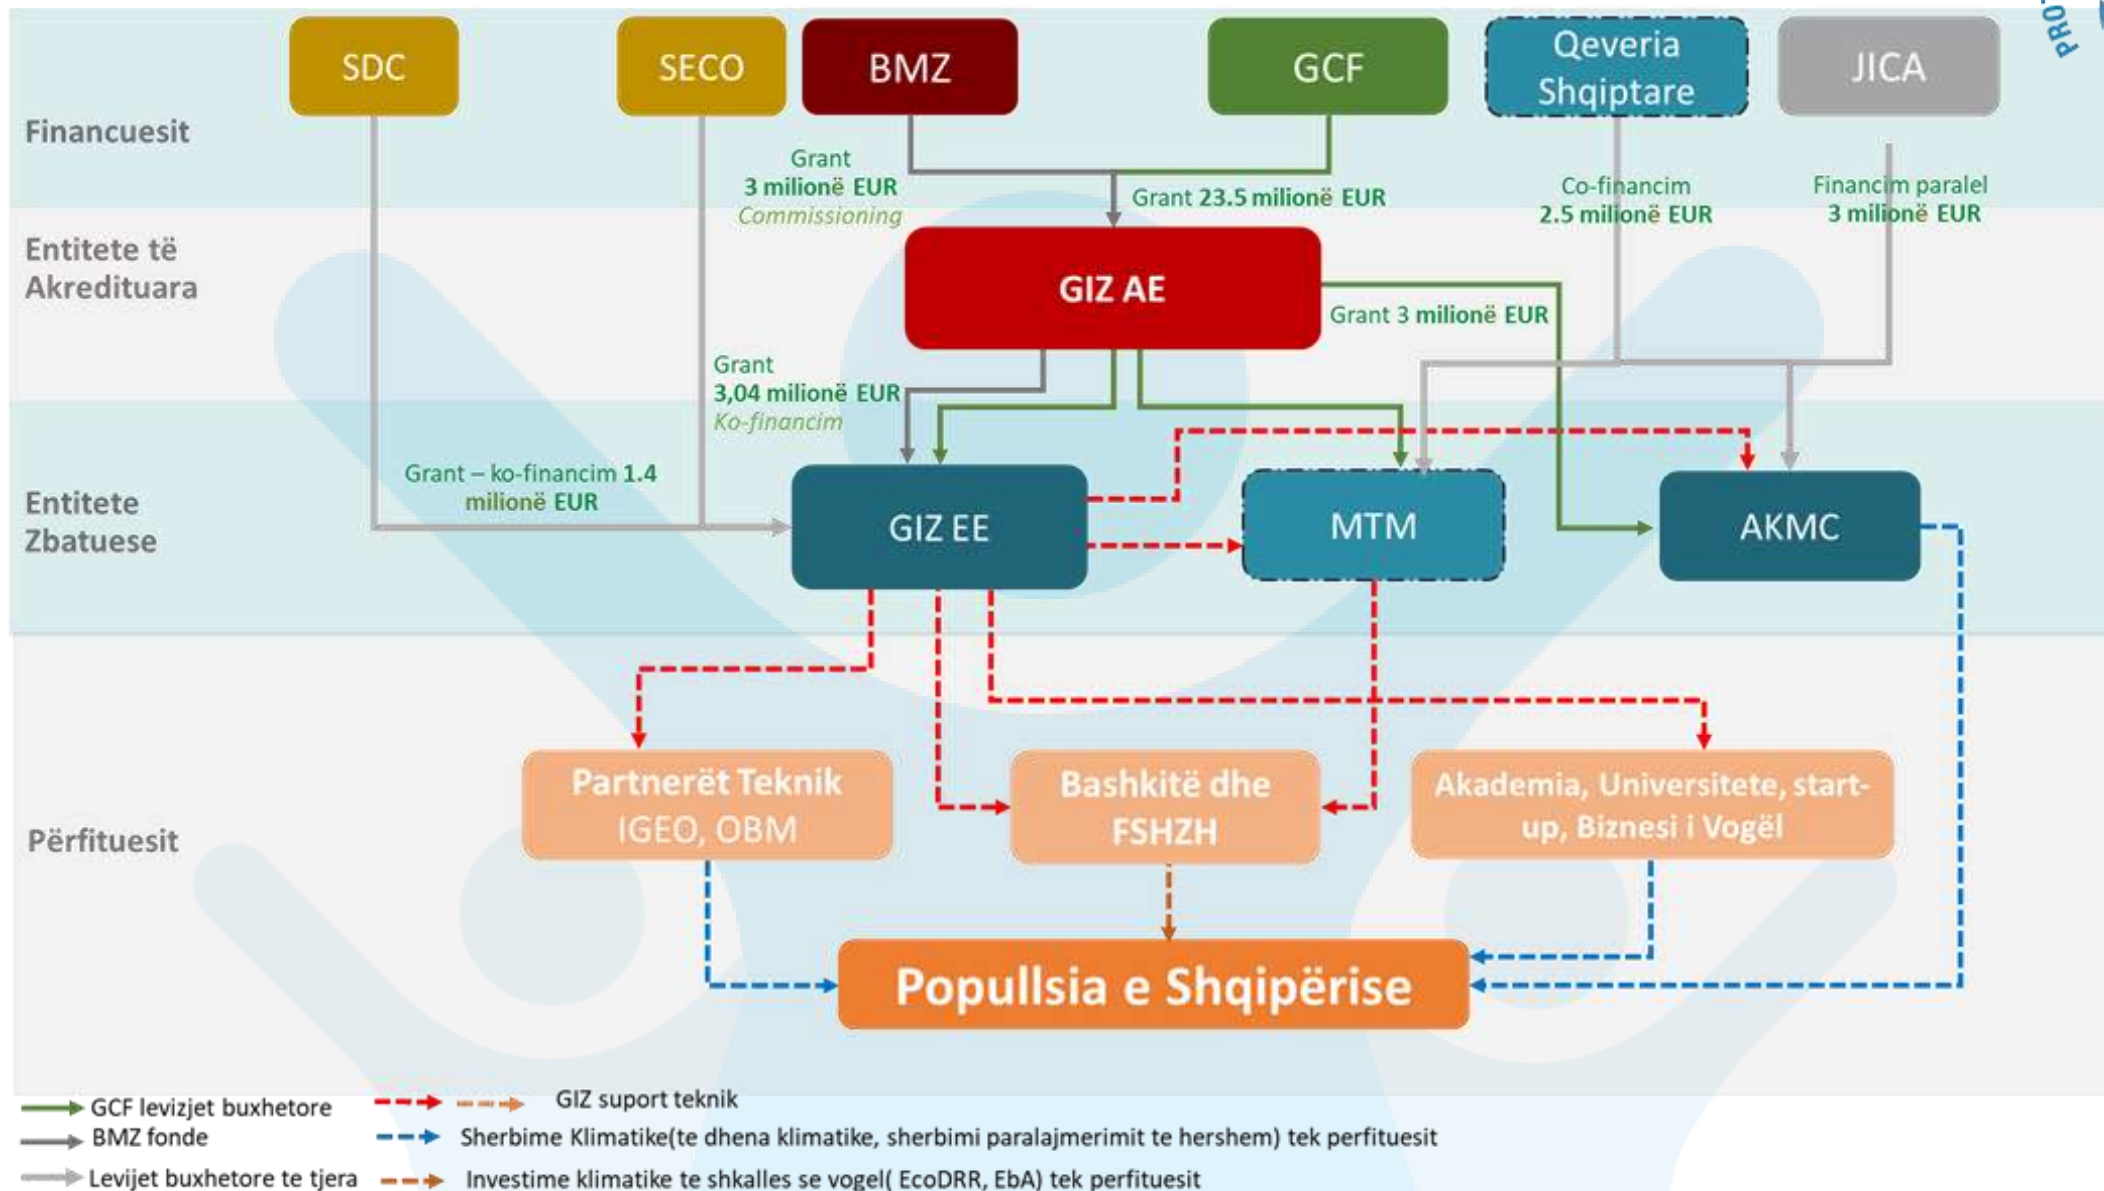 PRO
SDC
SECO
BMZ
GCF
Qeveria
Shqiptare
JICA
Financuesit
Grant
3 milionë EUR
Commissioning
Grant 23.5 milionë EUR
Co-financim
2.5 milionë EUR
Financim paralel
3 milionë EUR
Entitete të
Akredituara
GIZ AE
Grant 3 milionë EUR
Grant
3,04 milionë EUR
Ko-financim
Grant – ko-financim 1.4
milionë EUR
Entitete
Zbatuese
GIZ EE
MTM
AKMC
Partnerët Teknik
IGEO, OBM
Bashkitë dhe
FSHZH
Akademia, Universitete, start-
up, Biznesi i Vogël
Përfituesit
Popullsia e Shqipërise
GCF levizjet buxhetore
GIZ suport teknik
BMZ fonde
Sherbime Klimatike(te dhena klimatike, sherbimi paralajmerimit te hershem) tek perfituesit
Levijet buxhetore te tjera
Investime klimatike te shkalles se vogel( EcoDRR, EbA) tek perfituesit